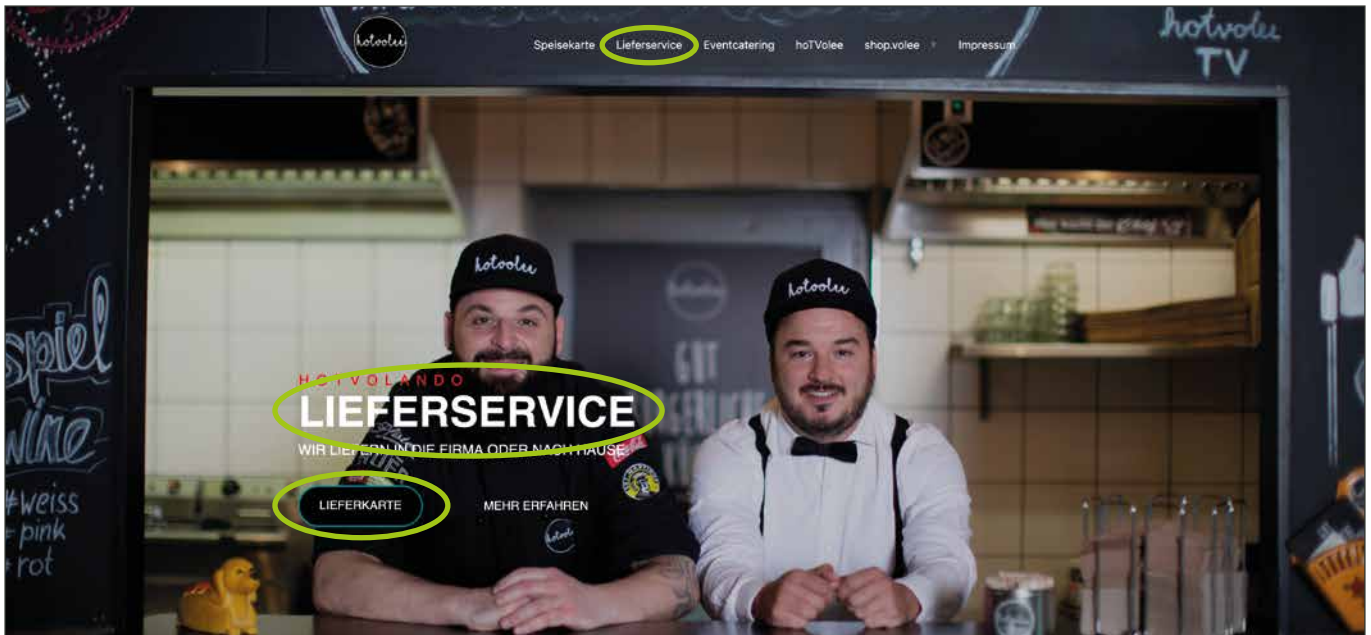 hotvolee
Speisekarte Lieferservice Eventcatering hoTVolee shop.volee Impressum
hotvolee
TV
hotvolee
hotvolee
spiel
HOTVOLANDO
LIEFERSERVICE
WIR LIEFERN IN DIE FIRMA ODER NACH HAUSE.
LIEFERKARTE
MEHR ERFAHREN
#weiss
pink
rot
GUT